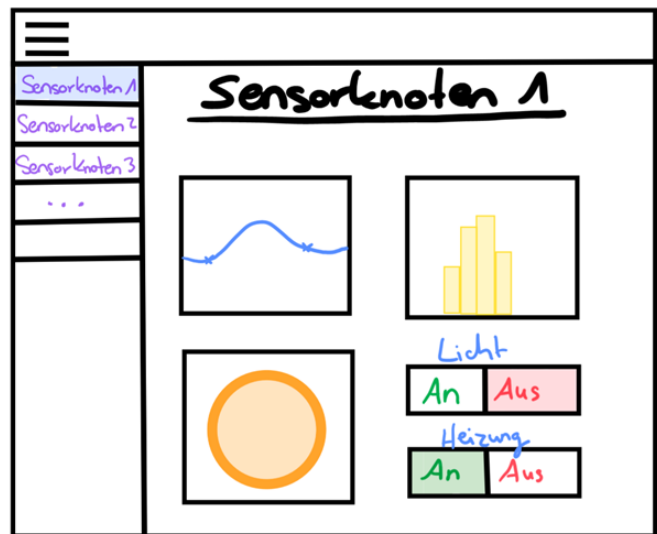 Sensorknoten 1
Sensorknoten 2
Sensorknoten 3
...
Sensorknoten 1
Licht
An Aus
Heizung
An Aus